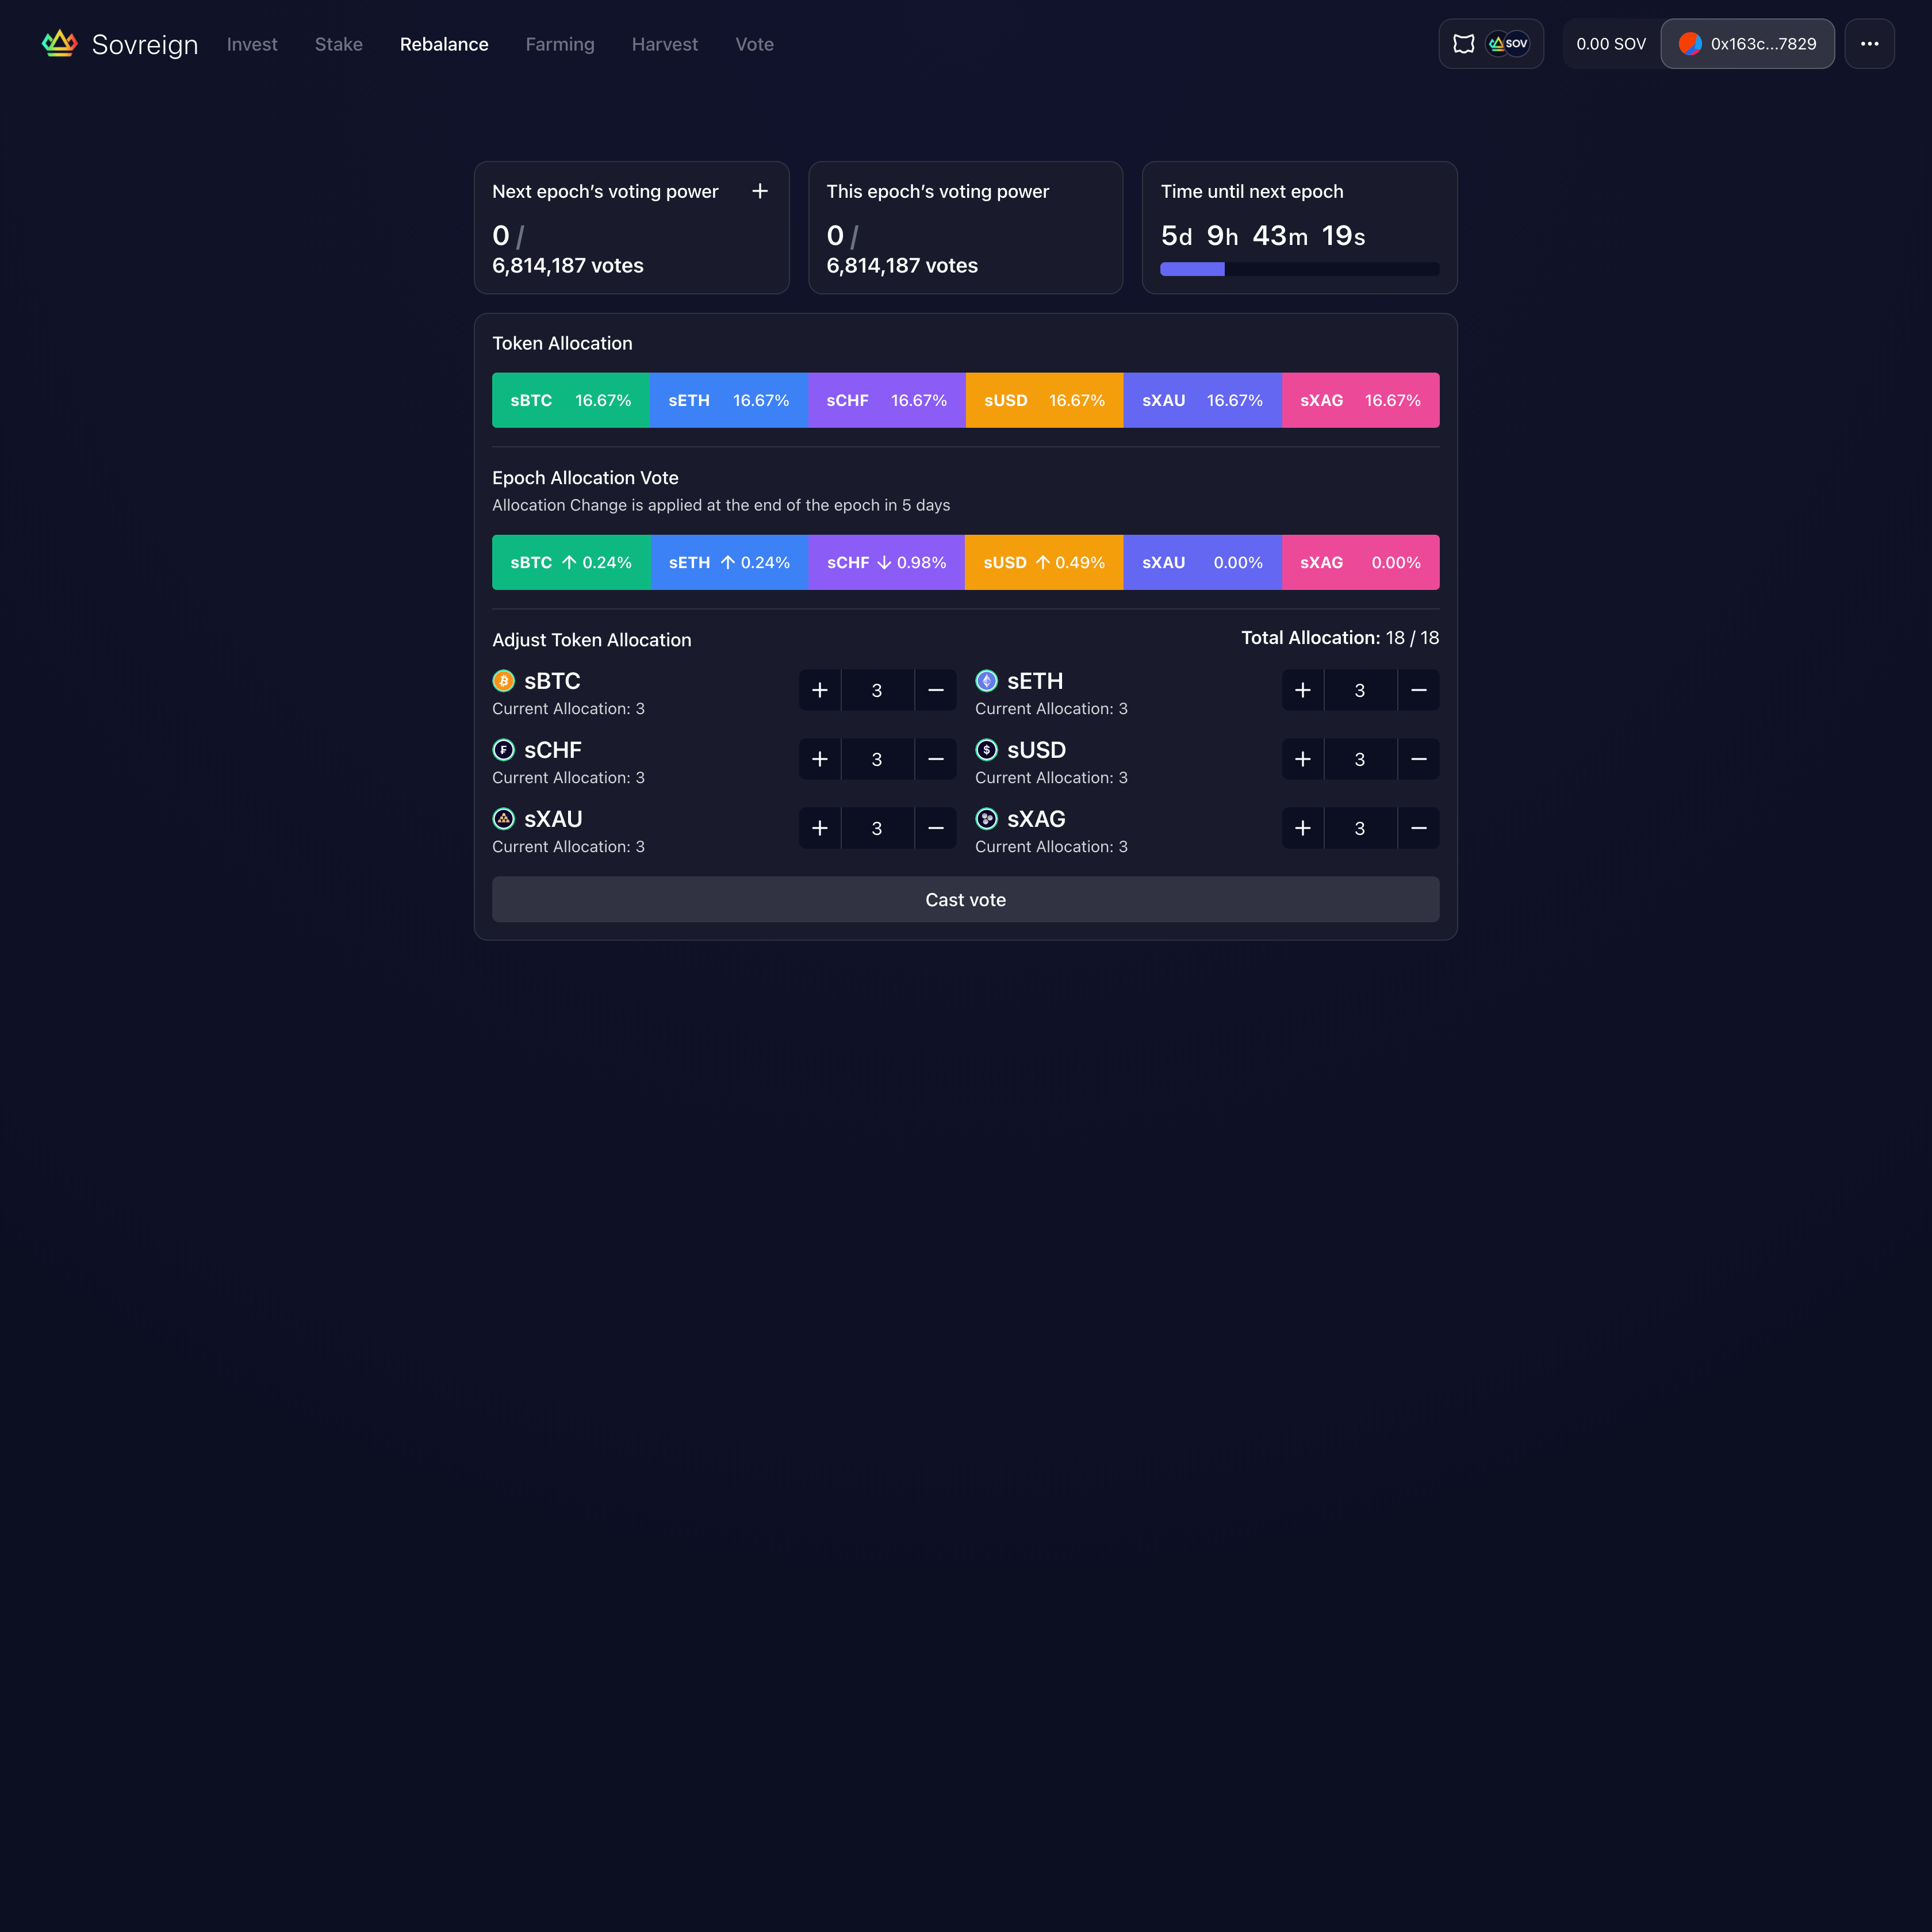 Sovreign
Invest
Stake
Rebalance
Farming
Harvest
Vote
SOV
0.00 SOV
0x163c...7829
Next epoch’s voting power
0 /
6,814,187 votes
This epoch’s voting power
0 /
6,814,187 votes
Time until next epoch
5d 9h 43m 19s
Token Allocation
sBTC 16.67%
sETH 16.67%
sCHF 16.67%
sUSD 16.67%
sXAU 16.67%
sXAG 16.67%
Epoch Allocation Vote
Allocation Change is applied at the end of the epoch in 5 days
sBTC ↑ 0.24%
sETH ↑ 0.24%
sCHF ↓ 0.98%
sUSD ↑ 0.49%
sXAU 0.00%
sXAG 0.00%
Adjust Token Allocation
Total Allocation: 18 / 18
sBTC
Current Allocation: 3
+ 3 −
sETH
Current Allocation: 3
+ 3 −
sCHF
Current Allocation: 3
+ 3 −
sUSD
Current Allocation: 3
+ 3 −
sXAU
Current Allocation: 3
+ 3 −
sXAG
Current Allocation: 3
+ 3 −
Cast vote